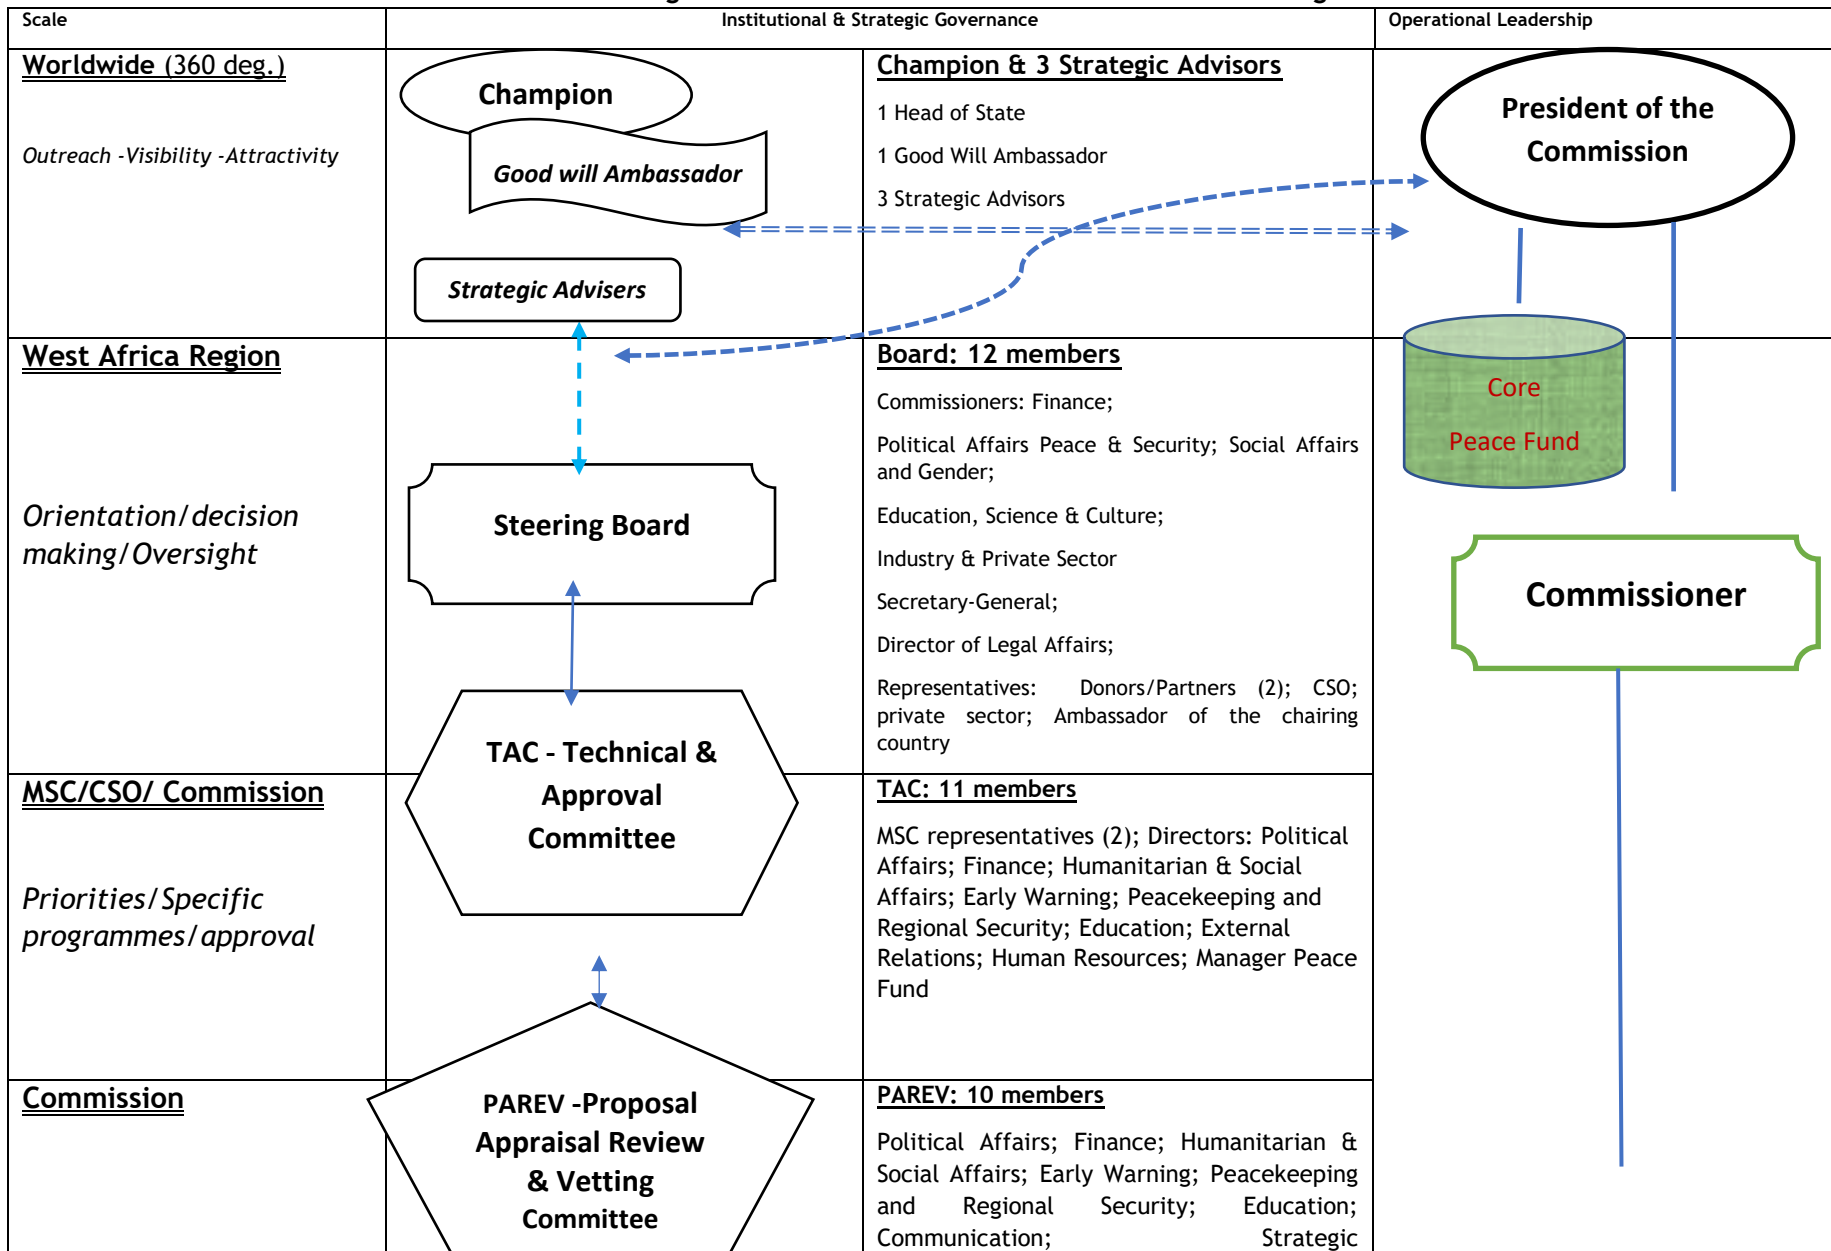 Scale
Institutional & Strategic Governance
Operational Leadership
Worldwide (360 deg.)
Outreach -Visibility -Attractivity
Champion
Good will Ambassador
Strategic Advisers
Champion & 3 Strategic Advisors
1 Head of State
1 Good Will Ambassador
3 Strategic Advisors
President of the
Commission
West Africa Region
Orientation/decision
making/Oversight
Steering Board
Board: 12 members
Commissioners: Finance;
Political Affairs Peace & Security; Social Affairs
and Gender;
Education, Science & Culture;
Industry & Private Sector
Secretary-General;
Director of Legal Affairs;
Representatives: Donors/Partners (2); CSO;
private sector; Ambassador of the chairing
country
Core
Peace Fund
Commissioner
MSC/CSO/ Commission
Priorities/Specific
programmes/approval
TAC - Technical &
Approval
Committee
TAC: 11 members
MSC representatives (2); Directors: Political
Affairs; Finance; Humanitarian & Social
Affairs; Early Warning; Peacekeeping and
Regional Security; Education; External
Relations; Human Resources; Manager Peace
Fund
Commission
PAREV -Proposal
Appraisal Review
& Vetting
Committee
PAREV: 10 members
Political Affairs; Finance; Humanitarian &
Social Affairs; Early Warning; Peacekeeping
and Regional Security; Education;
Communication; Strategic